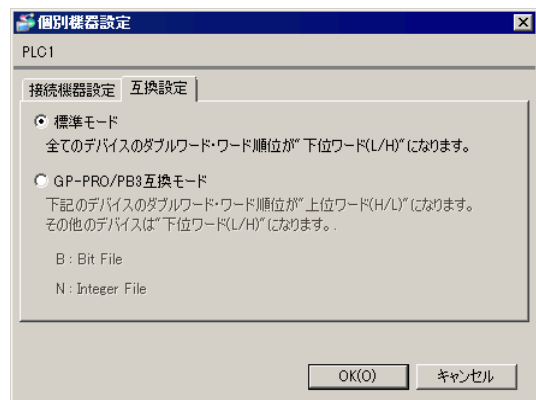 個別機器設定
PLC1
接続機器設定 互換設定
標準モード
全てのデバイスのダブルワード・ワード順位が"下位ワード(L/H)"になります。
GP-PRO/PB3互換モード
下記のデバイスのダブルワード・ワード順位が"上位ワード(H/L)"になります。
その他のデバイスは"下位ワード(L/H)"になります。.
B : Bit File
N : Integer File
OK(O) キャンセル